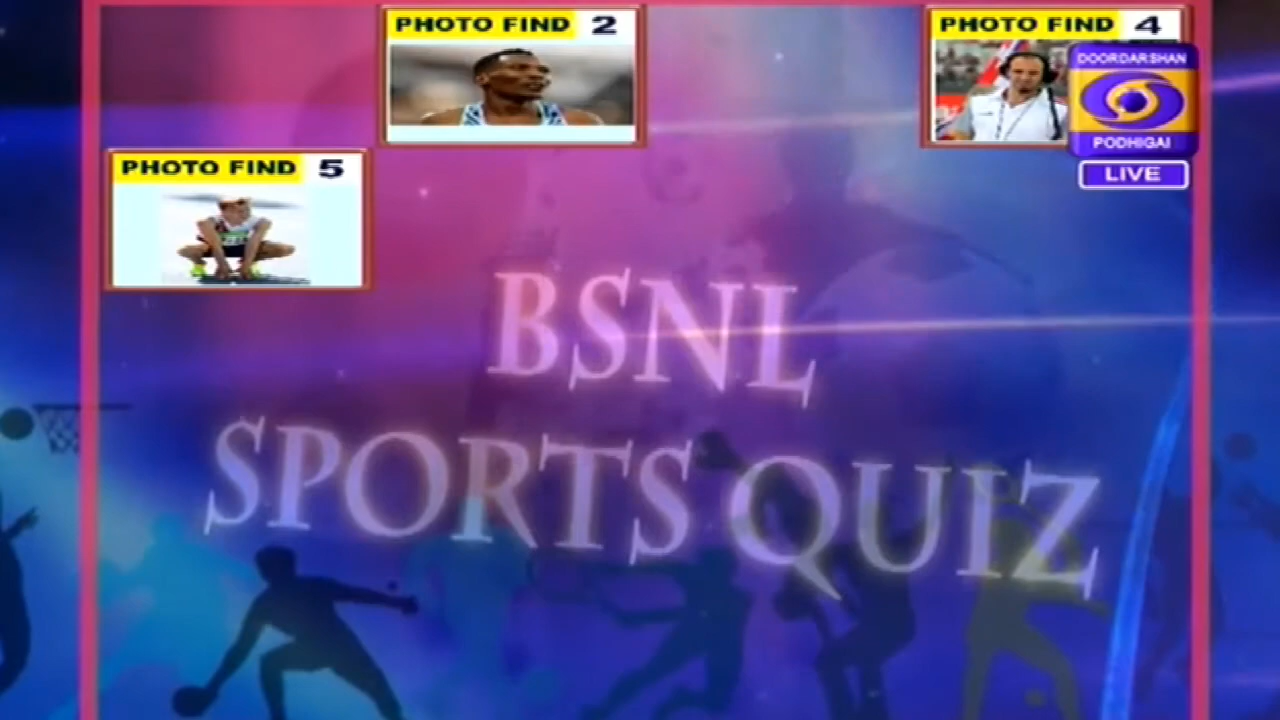 PHOTO FIND 2
PHOTO FIND 4
DOORDARSHAN
PODHIGAI
LIVE
PHOTO FIND 5
BSNL
SPORTS QUIZ